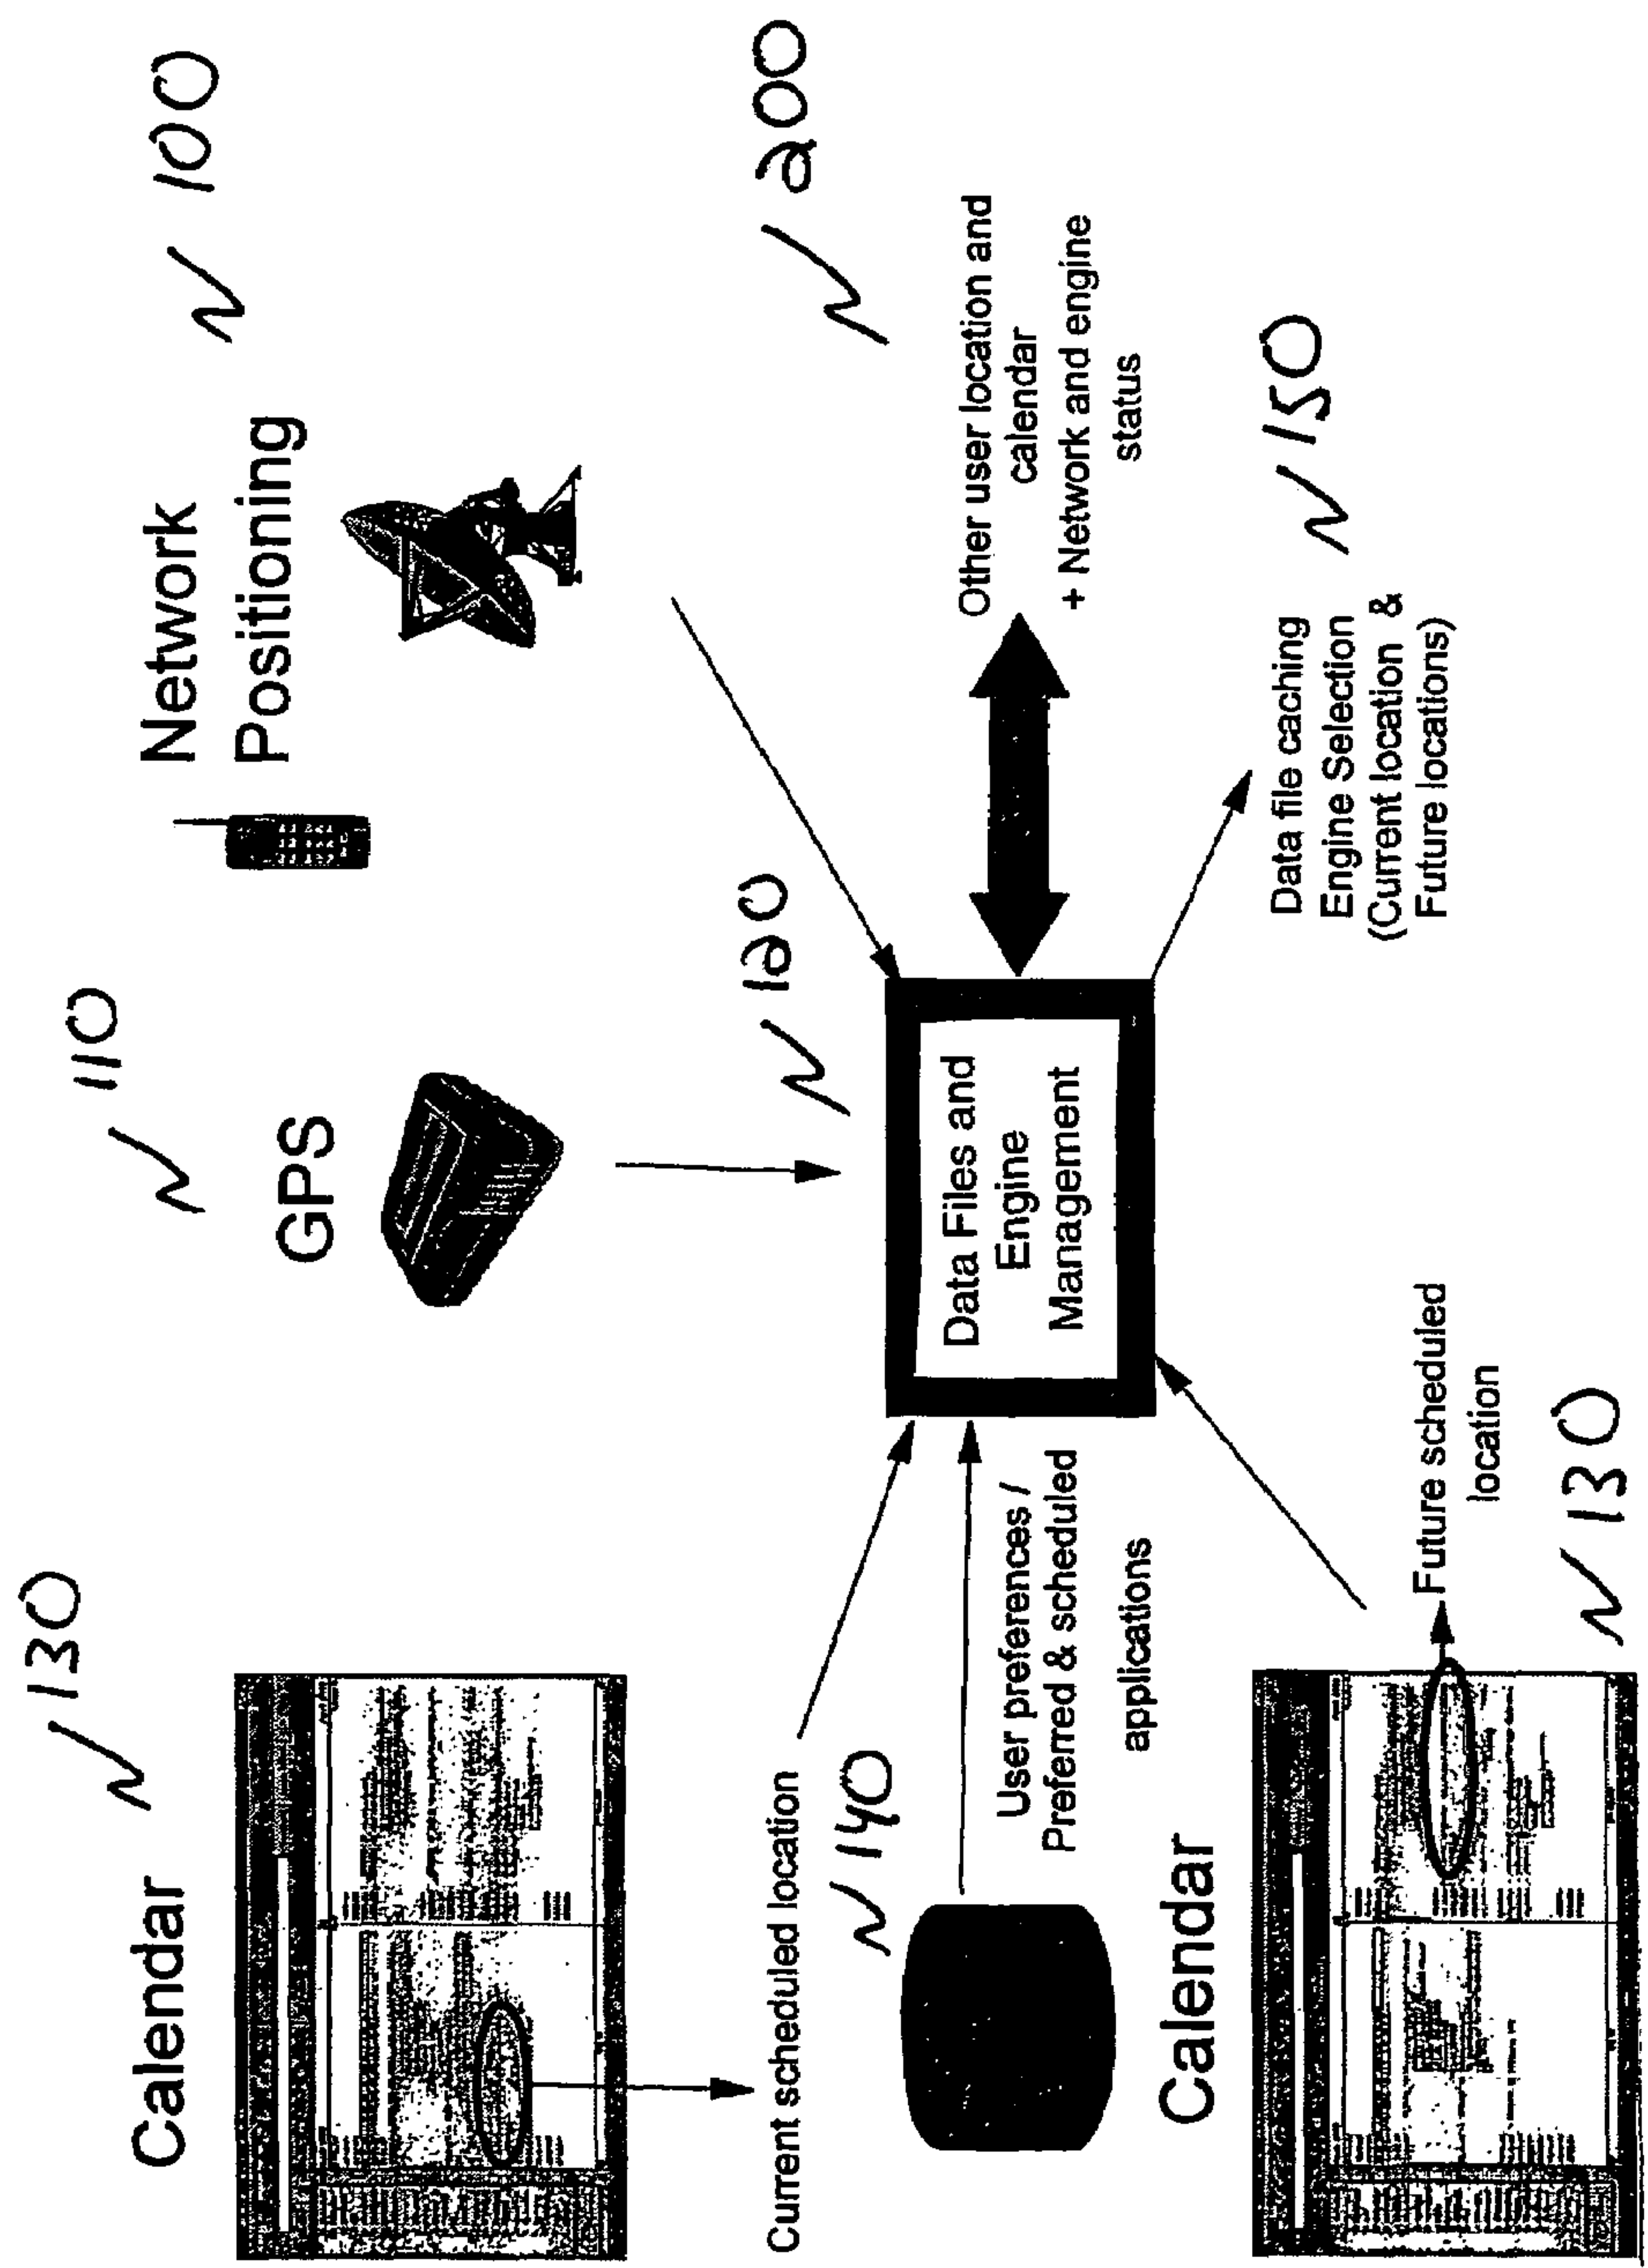 130
Calendar
Current scheduled location
140
User preferences /
Preferred & scheduled
applications
Calendar
Future scheduled
location
130
110
GPS
120
Data Files and
Engine
Management
100
Network
Positioning
200
Other user location and
calendar
+ Network and engine
status
150
Data file caching
Engine Selection
(Current location &
Future locations)